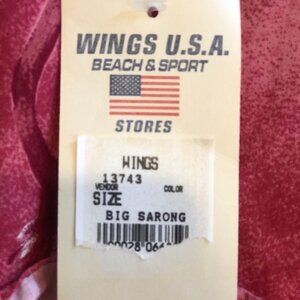 WINGS U.S.A.
BEACH & SPORT
STORES
WINGS
13743
VENDOR COLOR
SIZE
BIG SARONG